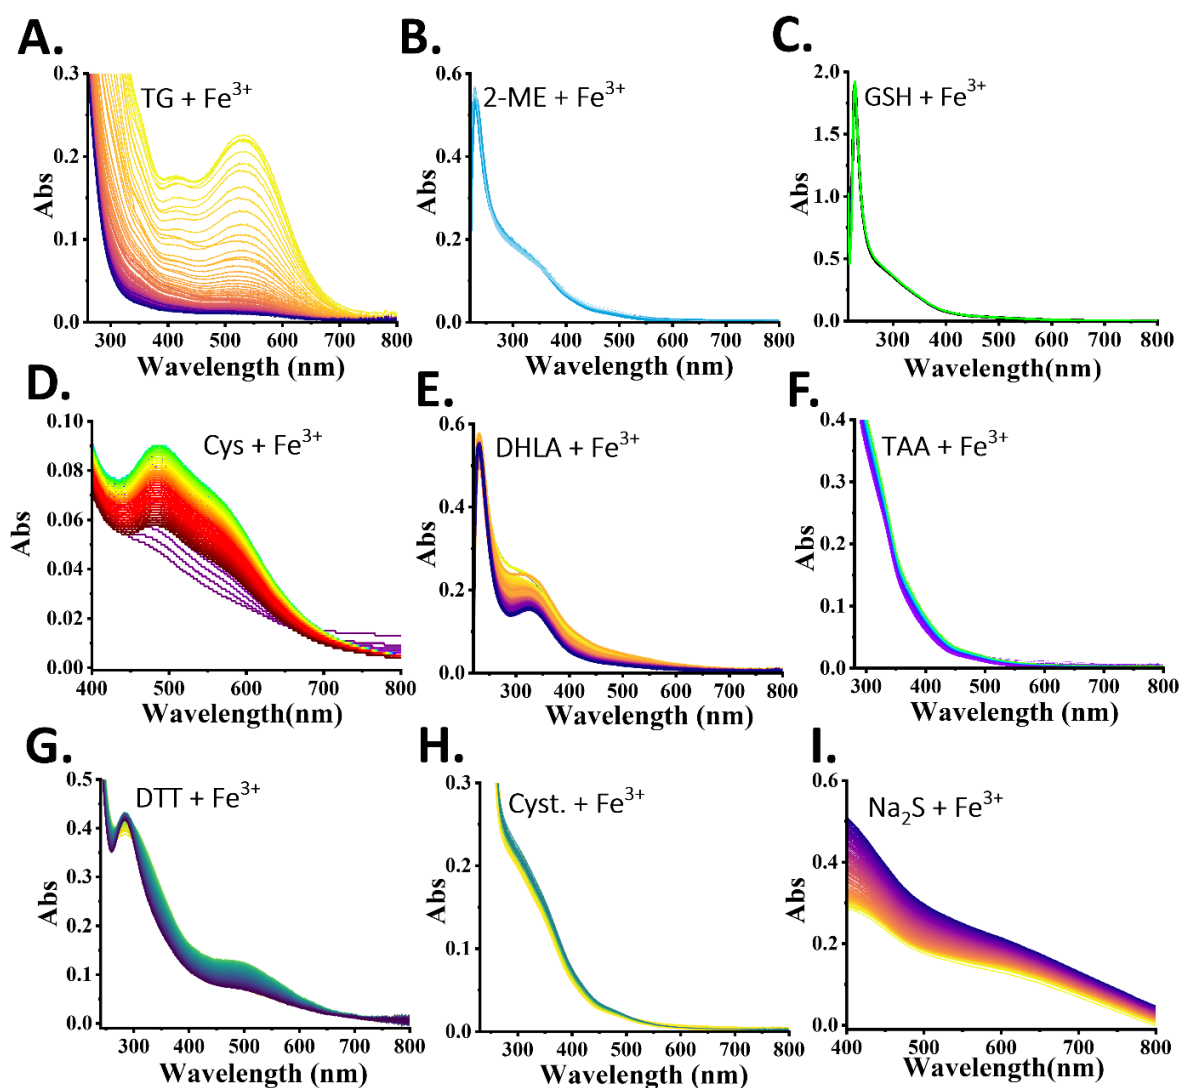 A.
TG + Fe³⁺
Abs
0.3
0.2
0.1
0.0
300 400 500 600 700 800
Wavelength (nm)
B.
2-ME + Fe³⁺
Abs
0.6
0.4
0.2
0.0
300 400 500 600 700 800
Wavelength (nm)
C.
GSH + Fe³⁺
Abs
2.0
1.5
1.0
0.5
0.0
300 400 500 600 700 800
Wavelength(nm)
D.
Cys + Fe³⁺
Abs
0.10
0.08
0.06
0.04
0.02
0.00
400 500 600 700 800
Wavelength(nm)
E.
DHLA + Fe³⁺
Abs
0.6
0.4
0.2
0.0
300 400 500 600 700 800
Wavelength (nm)
F.
TAA + Fe³⁺
Abs
0.4
0.3
0.2
0.1
0.0
300 400 500 600 700 800
Wavelength (nm)
G.
DTT + Fe³⁺
Abs
0.5
0.4
0.3
0.2
0.1
0.0
300 400 500 600 700 800
Wavelength (nm)
H.
Cyst. + Fe³⁺
Abs
0.3
0.2
0.1
0.0
300 400 500 600 700 800
Wavelength (nm)
I.
Na₂S + Fe³⁺
Abs
0.6
0.4
0.2
0.0
400 500 600 700 800
Wavelength(nm)